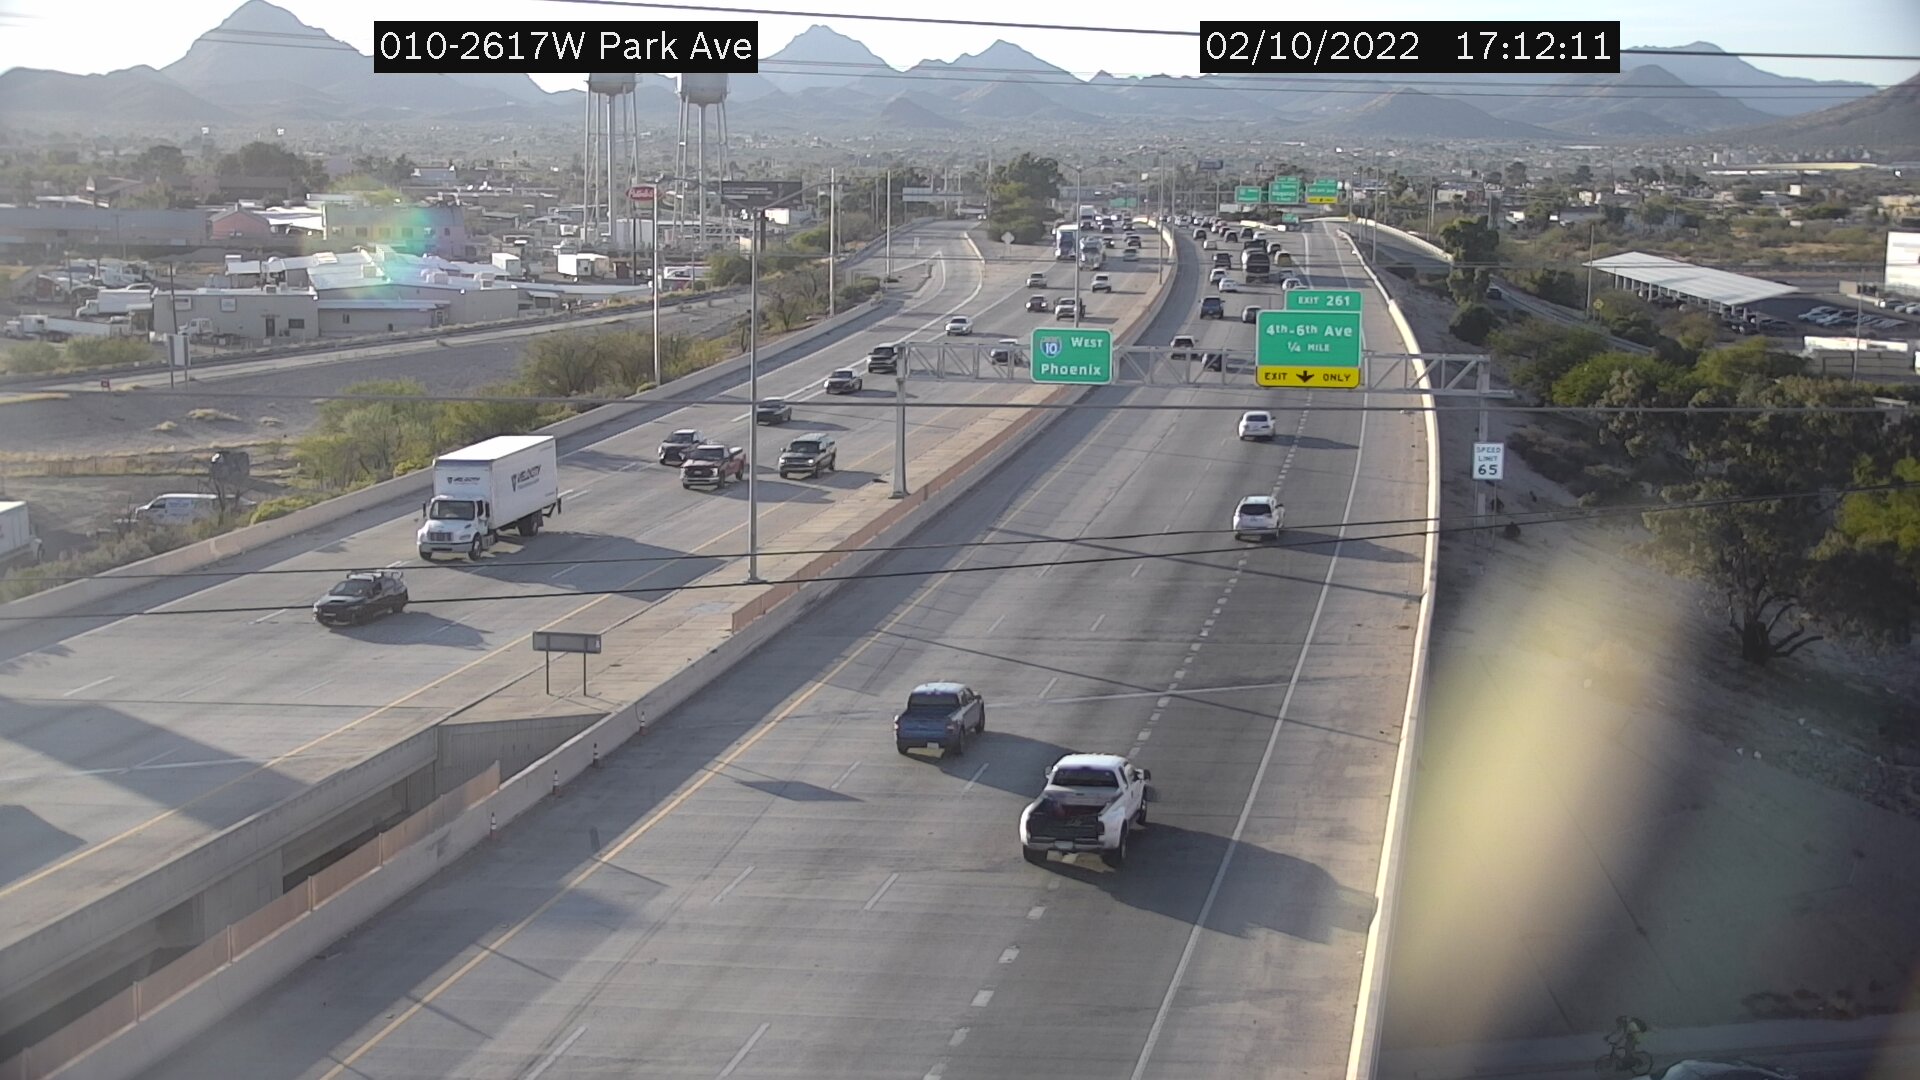 010-2617W Park Ave
02/10/2022 17:12:11
EXIT 261
4th-6th Ave
1/4 MILE
EXIT ONLY
10 WEST
Phoenix
SPEED
LIMIT
65
VELOCITY